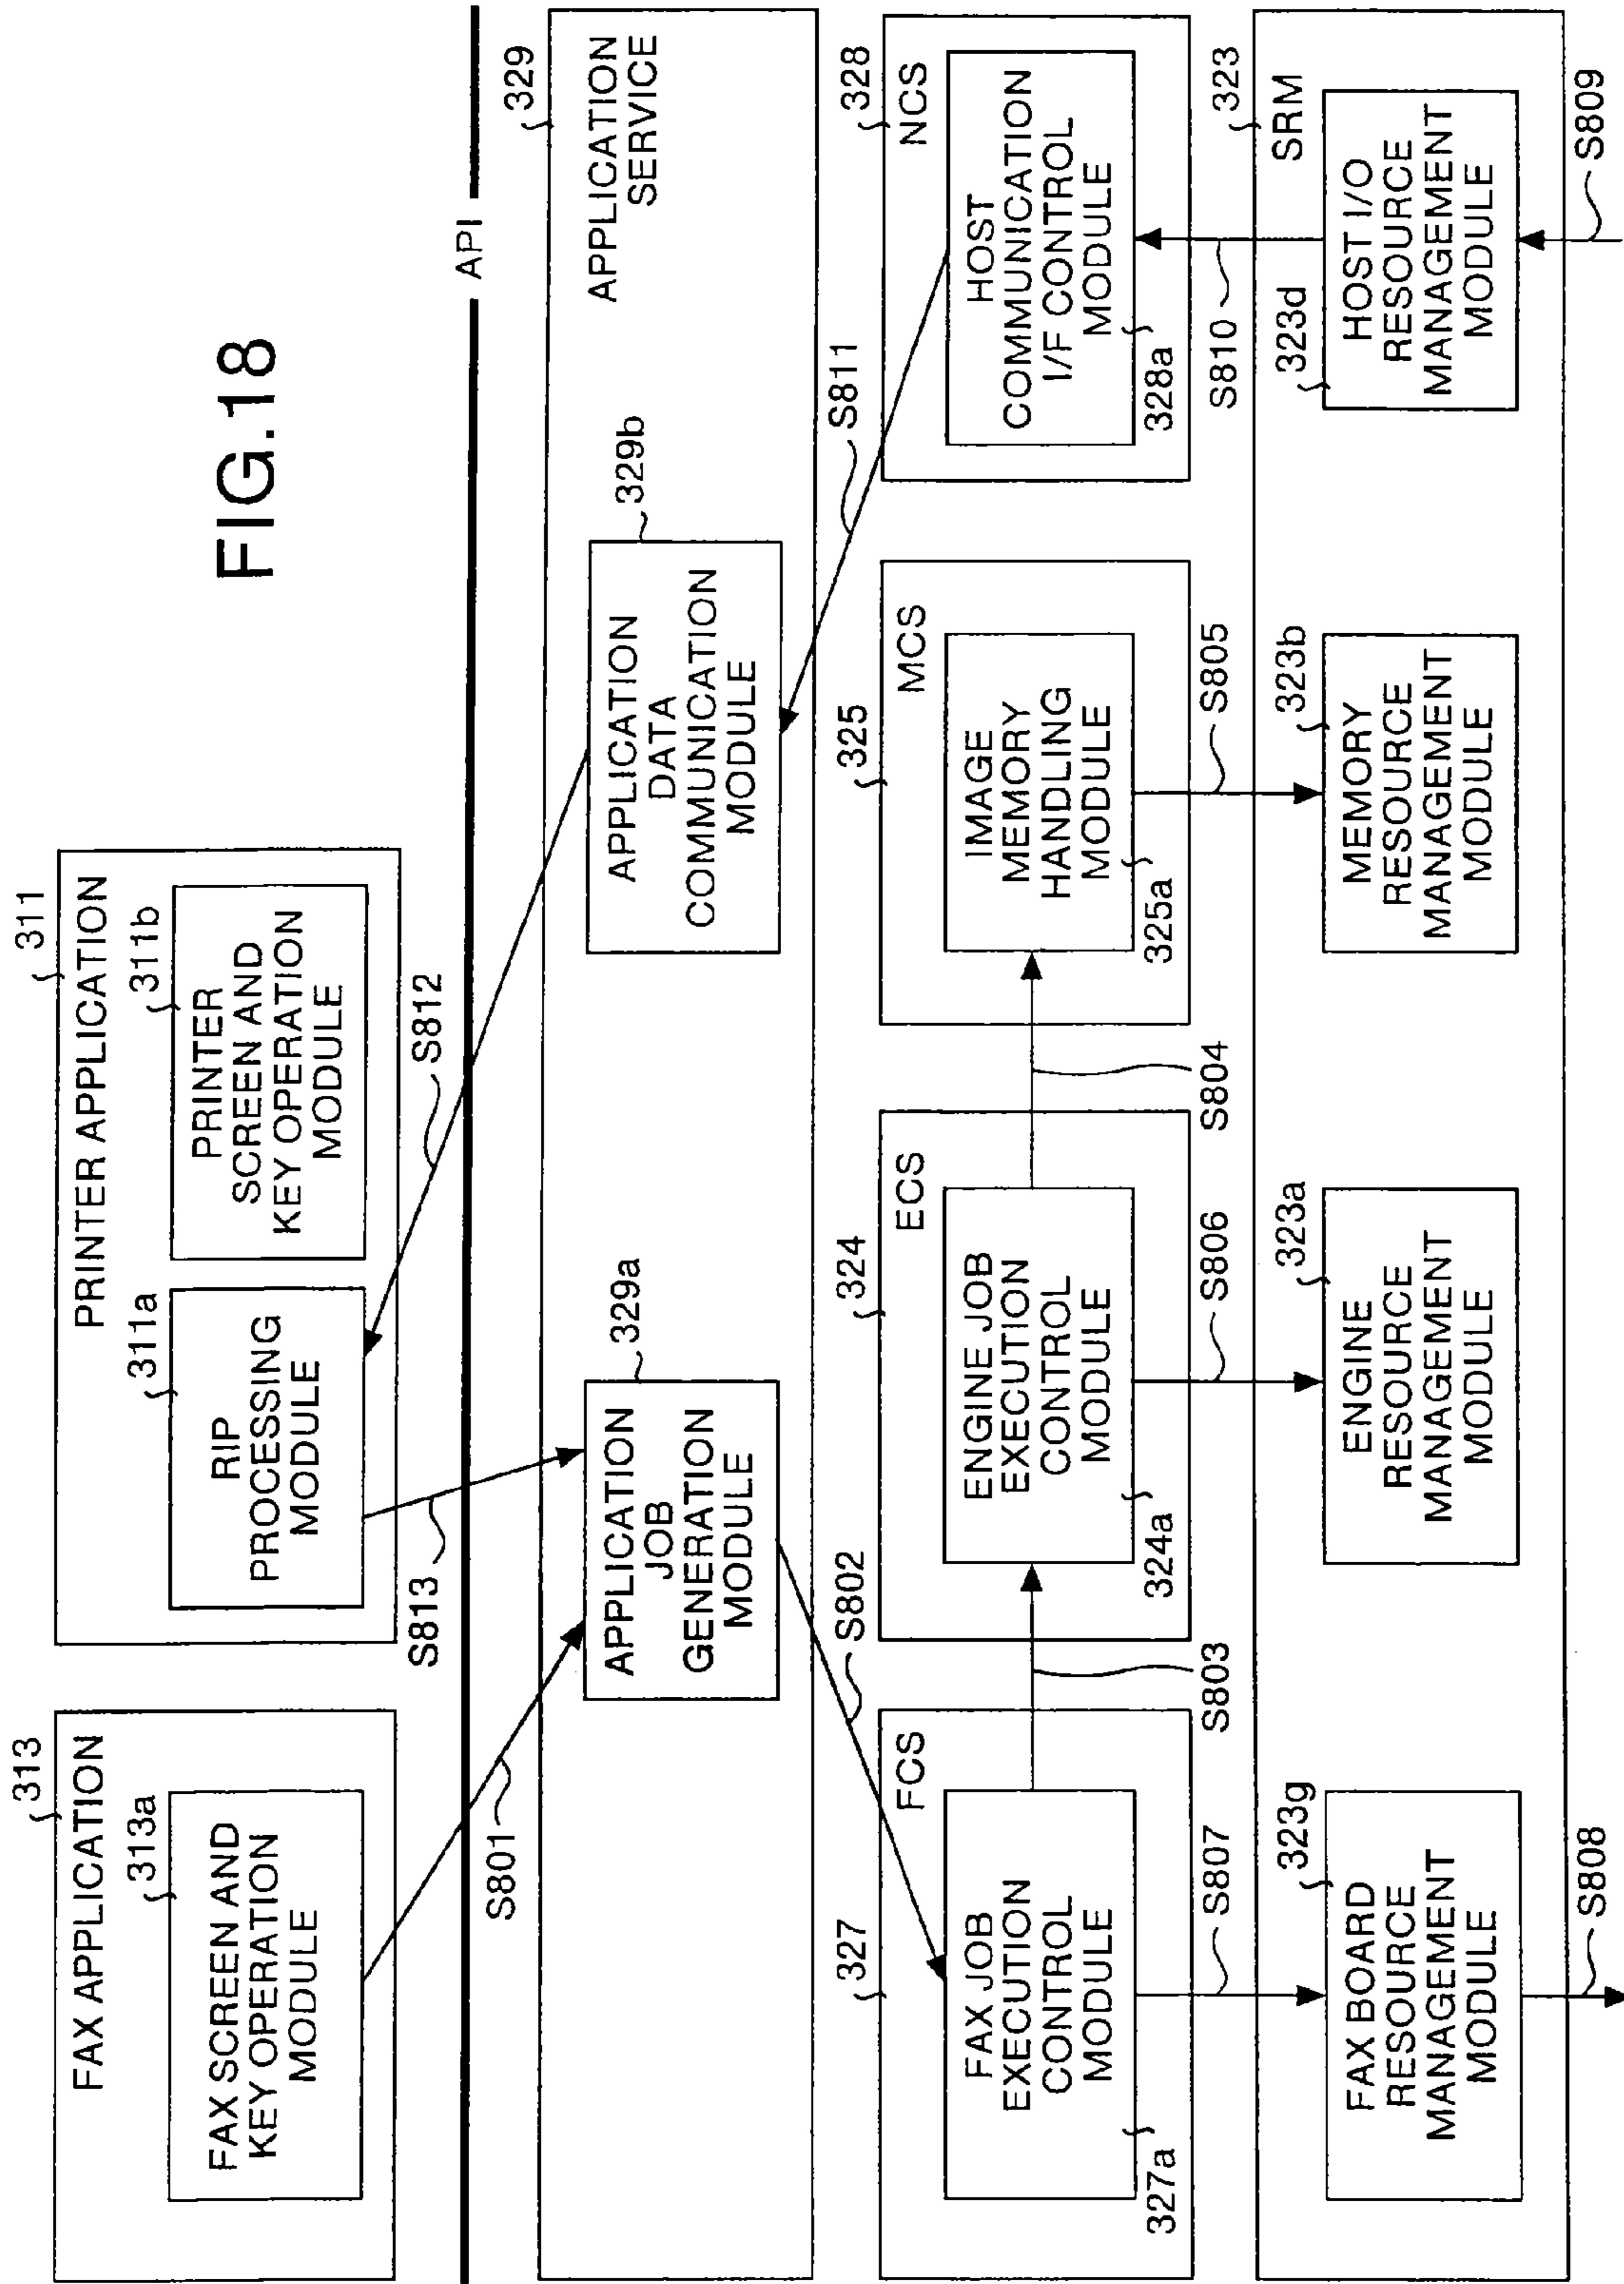 FIG.18
313
FAX APPLICATION
313a
FAX SCREEN AND
KEY OPERATION
MODULE
311
PRINTER APPLICATION
311a
RIP
PROCESSING
MODULE
311b
PRINTER
SCREEN AND
KEY OPERATION
MODULE
S801
S813
S812
API
329
APPLICATION
SERVICE
329a
APPLICATION
JOB
GENERATION
MODULE
329b
APPLICATION
DATA
COMMUNICATION
MODULE
S802
S811
327
FCS
FAX JOB
EXECUTION
CONTROL
MODULE
327a
324
ECS
ENGINE JOB
EXECUTION
CONTROL
MODULE
324a
325
MCS
IMAGE
MEMORY
HANDLING
MODULE
325a
328
NCS
HOST
COMMUNICATION
I/F CONTROL
MODULE
328a
S807
S803
S806
S804
S805
S810
323
SRM
323g
FAX BOARD
RESOURCE
MANAGEMENT
MODULE
323a
ENGINE
RESOURCE
MANAGEMENT
MODULE
323b
MEMORY
RESOURCE
MANAGEMENT
MODULE
323d
HOST I/O
RESOURCE
MANAGEMENT
MODULE
S808
S809